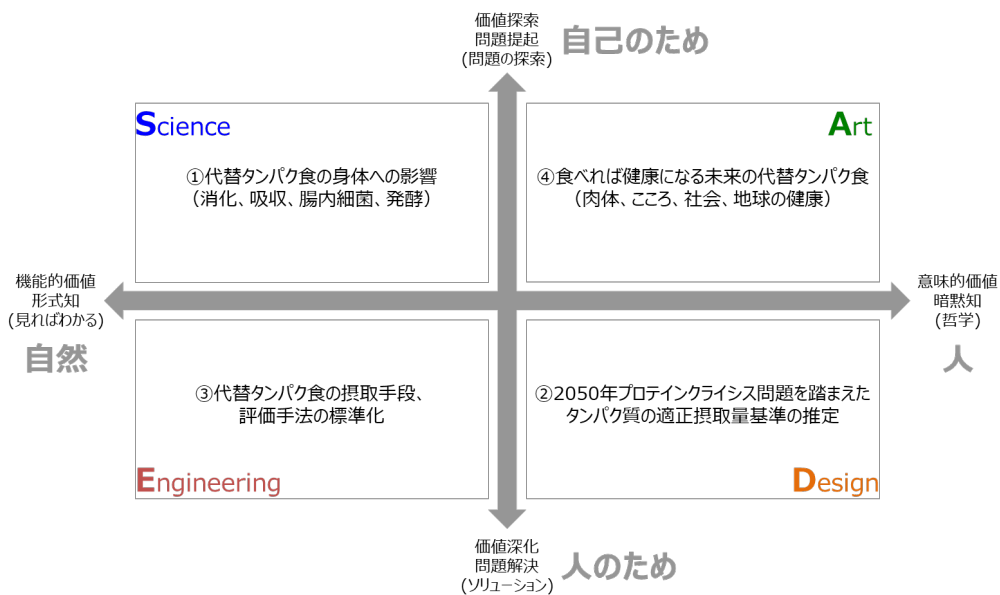 価値探索
問題提起
(問題の探索)
自己のため
Science
①代替タンパク食の身体への影響
（消化、吸収、腸内細菌、発酵）
Art
④食べれば健康になる未来の代替タンパク食
（肉体、こころ、社会、地球の健康）
機能的価値
形式知
(見ればわかる)
自然
意味的価値
暗黙知
(哲学)
人
③代替タンパク食の摂取手段、
評価手法の標準化
Engineering
②2050年プロテインクライシス問題を踏まえた
タンパク質の適正摂取量基準の推定
Design
価値深化
問題解決
(ソリューション)
人のため